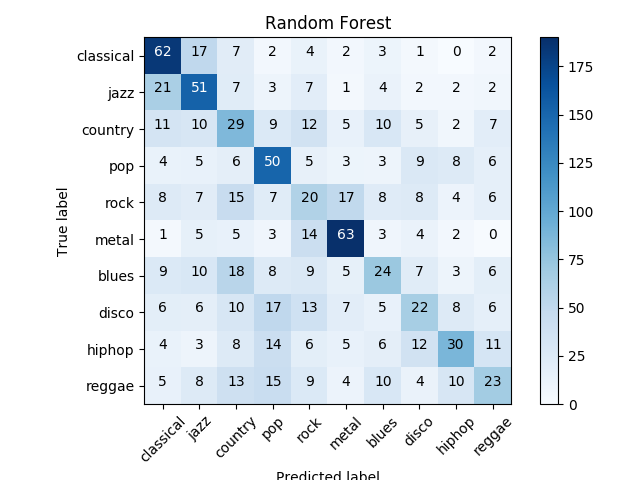 Random Forest
True label
classical 62 17 7 2 4 2 3 1 0 2
jazz 21 51 7 3 7 1 4 2 2 2
country 11 10 29 9 12 5 10 5 2 7
pop 4 5 6 50 5 3 3 9 8 6
rock 8 7 15 7 20 17 8 8 4 6
metal 1 5 5 3 14 63 3 4 2 0
blues 9 10 18 8 9 5 24 7 3 6
disco 6 6 10 17 13 7 5 22 8 6
hiphop 4 3 8 14 6 5 6 12 30 11
reggae 5 8 13 15 9 4 10 4 10 23
classical jazz country pop rock metal blues disco hiphop reggae
Predicted label
175
150
125
100
75
50
25
0